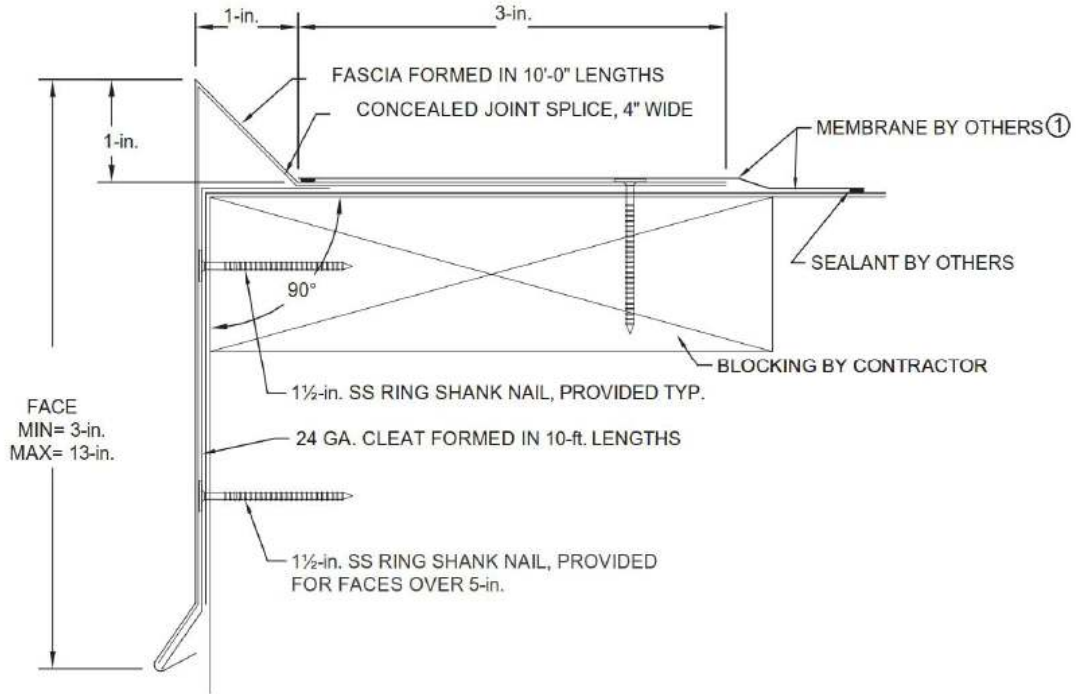 1-in.
3-in.
FASCIA FORMED IN 10'-0" LENGTHS
CONCEALED JOINT SPLICE, 4" WIDE
MEMBRANE BY OTHERS①
1-in.
SEALANT BY OTHERS
90°
BLOCKING BY CONTRACTOR
1½-in. SS RING SHANK NAIL, PROVIDED TYP.
FACE
MIN= 3-in.
MAX= 13-in.
24 GA. CLEAT FORMED IN 10-ft. LENGTHS
1½-in. SS RING SHANK NAIL, PROVIDED
FOR FACES OVER 5-in.